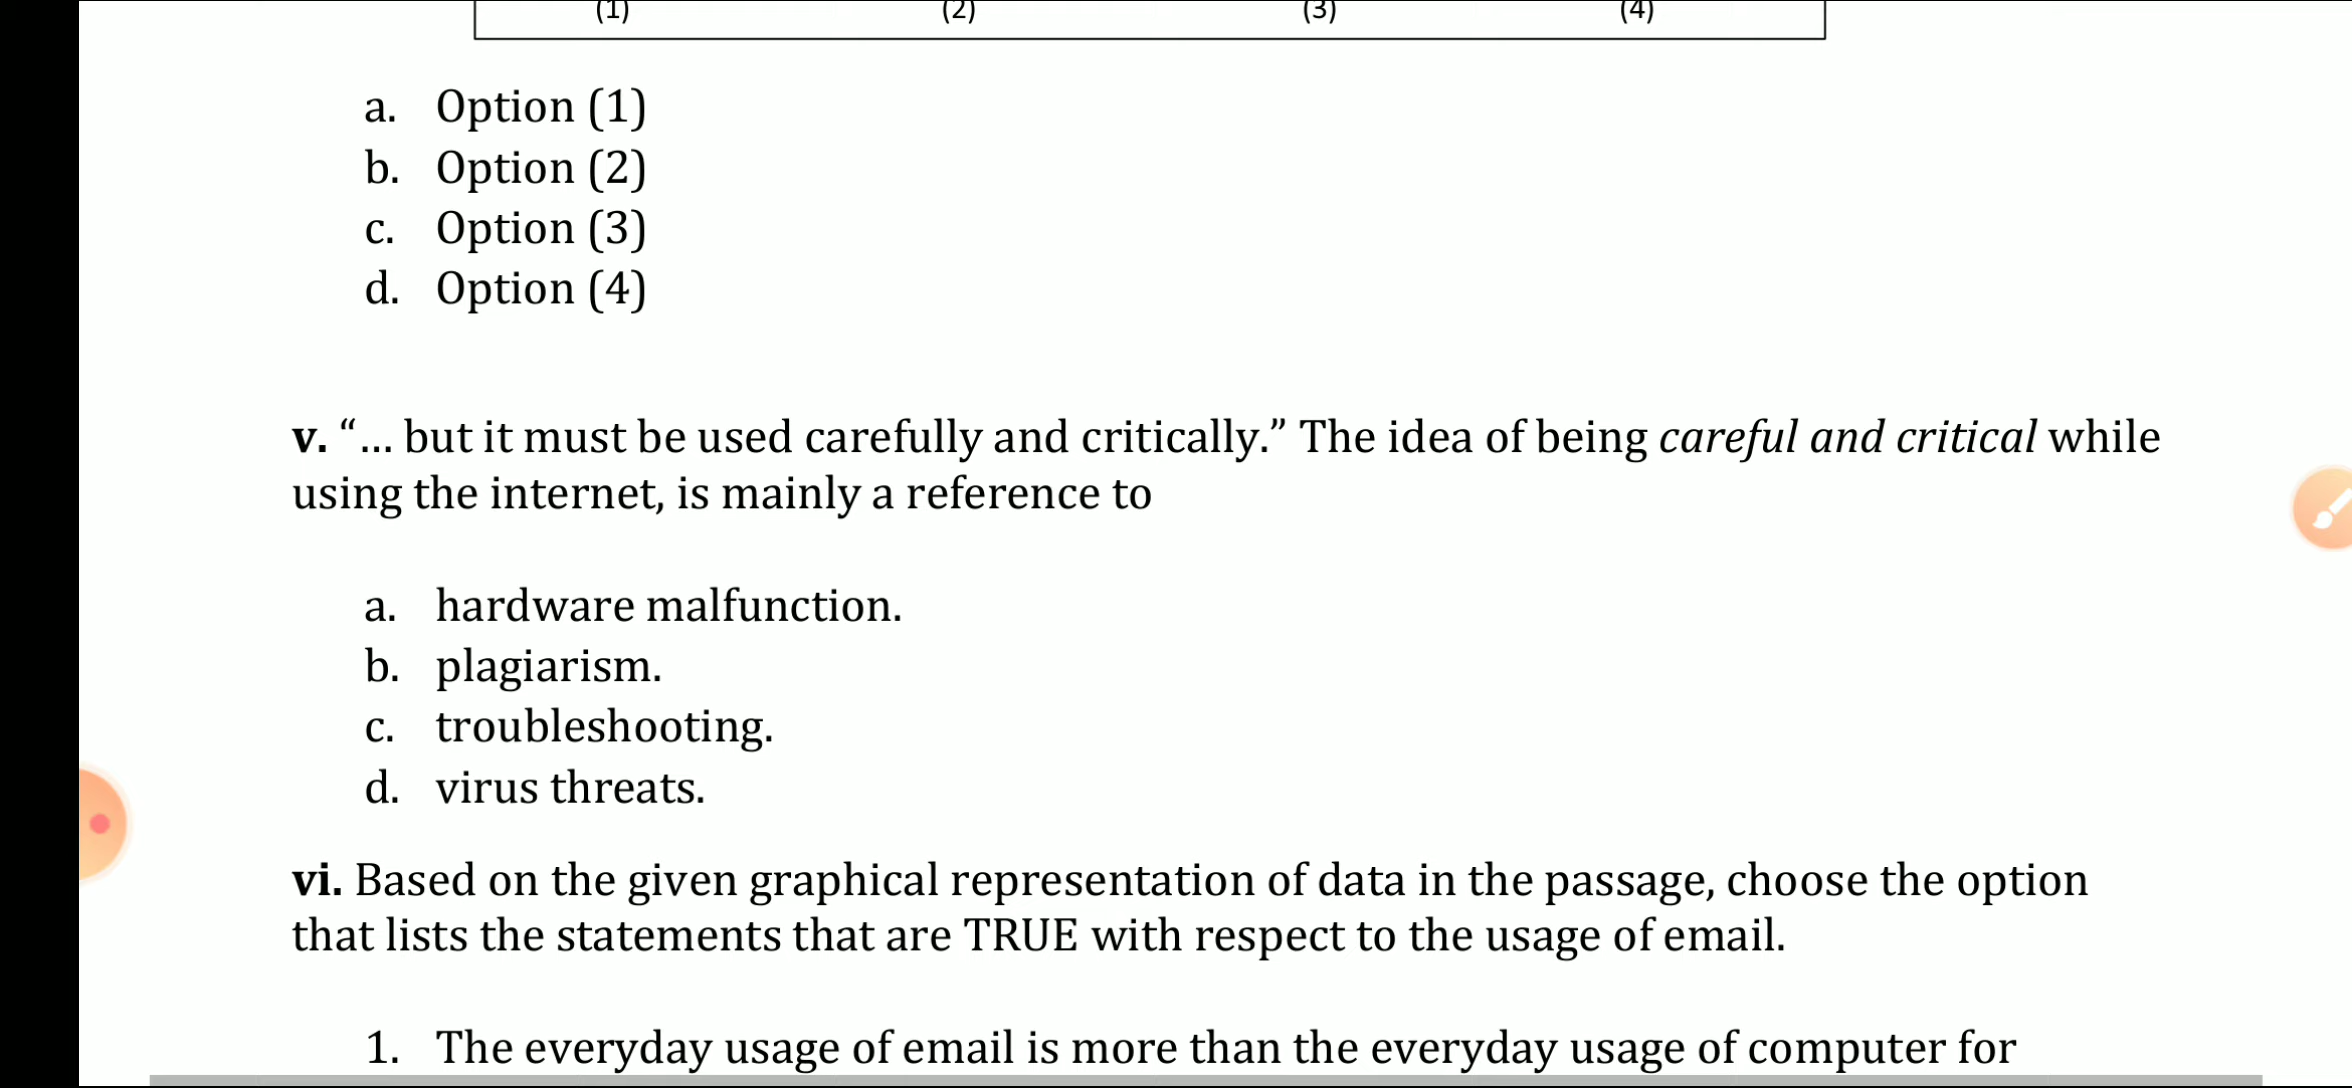 (1) (2) (3) (4)
a. Option (1)
b. Option (2)
c. Option (3)
d. Option (4)
v. “... but it must be used carefully and critically.” The idea of being careful and critical while
using the internet, is mainly a reference to
a. hardware malfunction.
b. plagiarism.
c. troubleshooting.
d. virus threats.
vi. Based on the given graphical representation of data in the passage, choose the option
that lists the statements that are TRUE with respect to the usage of email.
1. The everyday usage of email is more than the everyday usage of computer for